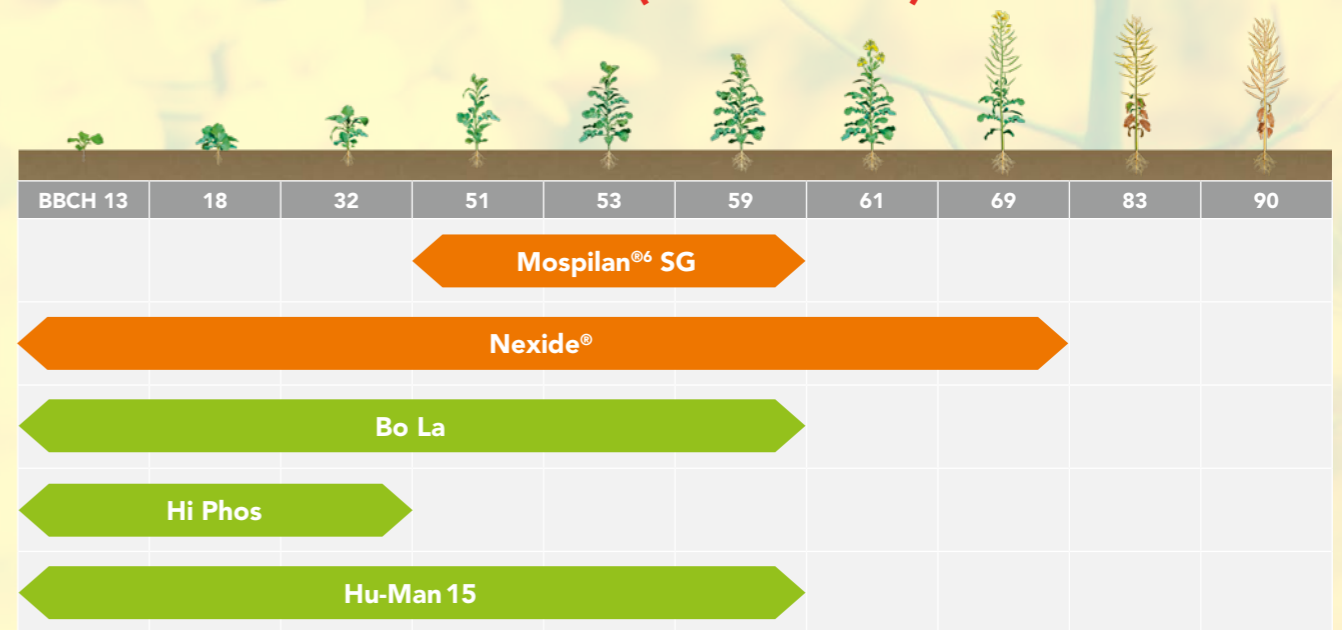 BBCH 13 18 32 51 53 59 61 69 83 90
Mospilan®⁶ SG
Nexide®
Bo La
Hi Phos
Hu-Man 15